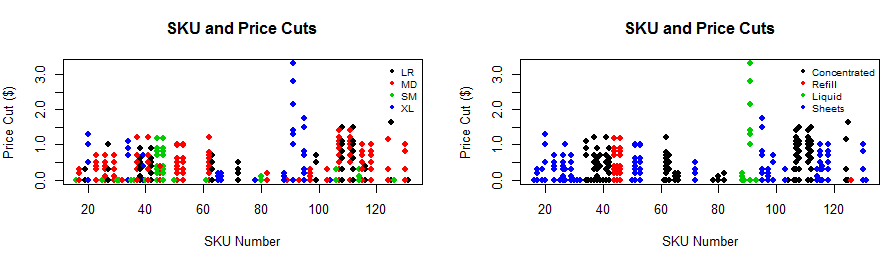 SKU and Price Cuts
Price Cut ($)
0.0 1.0 2.0 3.0
LR
MD
SM
XL
20 40 60 80 100 120
SKU Number
SKU and Price Cuts
Price Cut ($)
0.0 1.0 2.0 3.0
Concentrated
Refill
Liquid
Sheets
20 40 60 80 100 120
SKU Number